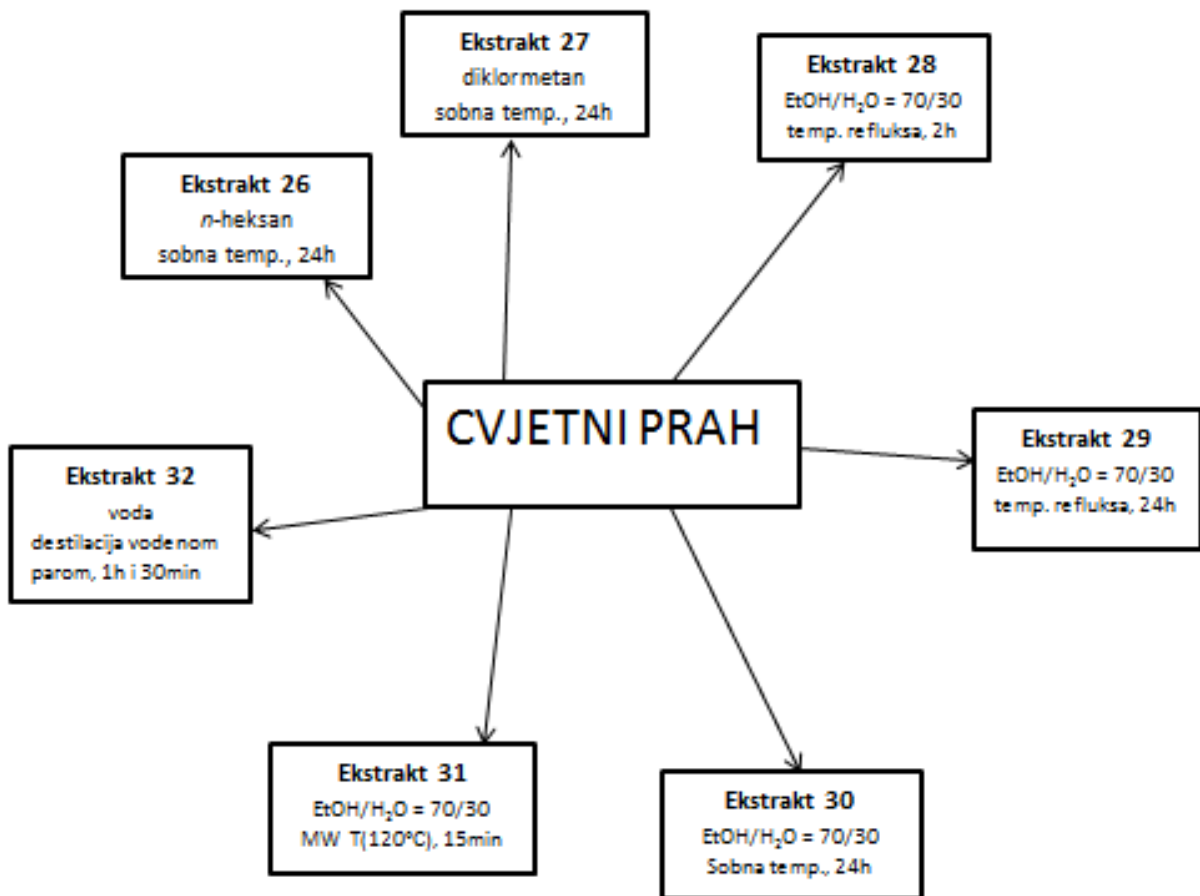 Ekstrakt 27
diklormetan
sobna temp., 24h
Ekstrakt 28
EtOH/H₂O = 70/30
temp. refluksa, 2h
Ekstrakt 26
n-heksan
sobna temp., 24h
CVJETNI PRAH
Ekstrakt 29
EtOH/H₂O = 70/30
temp. refluksa, 24h
Ekstrakt 32
voda
destilacija vodenom
parom, 1h i 30min
Ekstrakt 31
EtOH/H₂O = 70/30
MW T(120°C), 15min
Ekstrakt 30
EtOH/H₂O = 70/30
Sobna temp., 24h